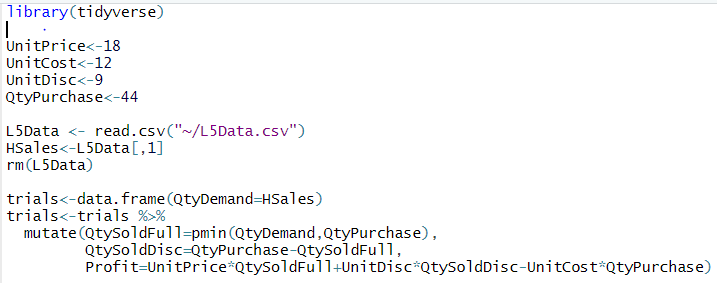 library(tidyverse)
UnitPrice<-18
UnitCost<-12
UnitDisc<-9
QtyPurchase<-44
L5Data <- read.csv("~/L5Data.csv")
HSales<-L5Data[,1]
rm(L5Data)
trials<-data.frame(QtyDemand=HSales)
trials<-trials %>%
  mutate(QtySoldFull=pmin(QtyDemand,QtyPurchase),
         QtySoldDisc=QtyPurchase-QtySoldFull,
         Profit=UnitPrice*QtySoldFull+UnitDisc*QtySoldDisc-UnitCost*QtyPurchase)